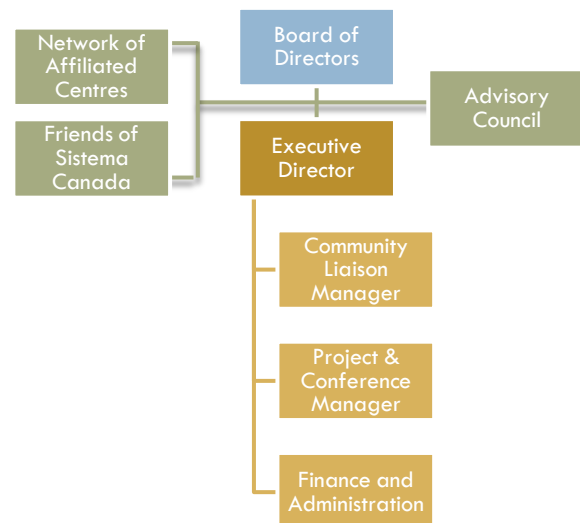 Network of
Affiliated
Centres
Board of
Directors
Advisory
Council
Friends of
Sistema
Canada
Executive
Director
Community
Liaison
Manager
Project &
Conference
Manager
Finance and
Administration